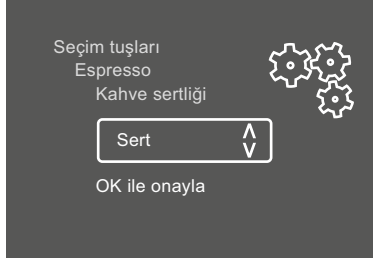 Seçim tuşları
Espresso
Kahve sertliği
Sert
OK ile onayla